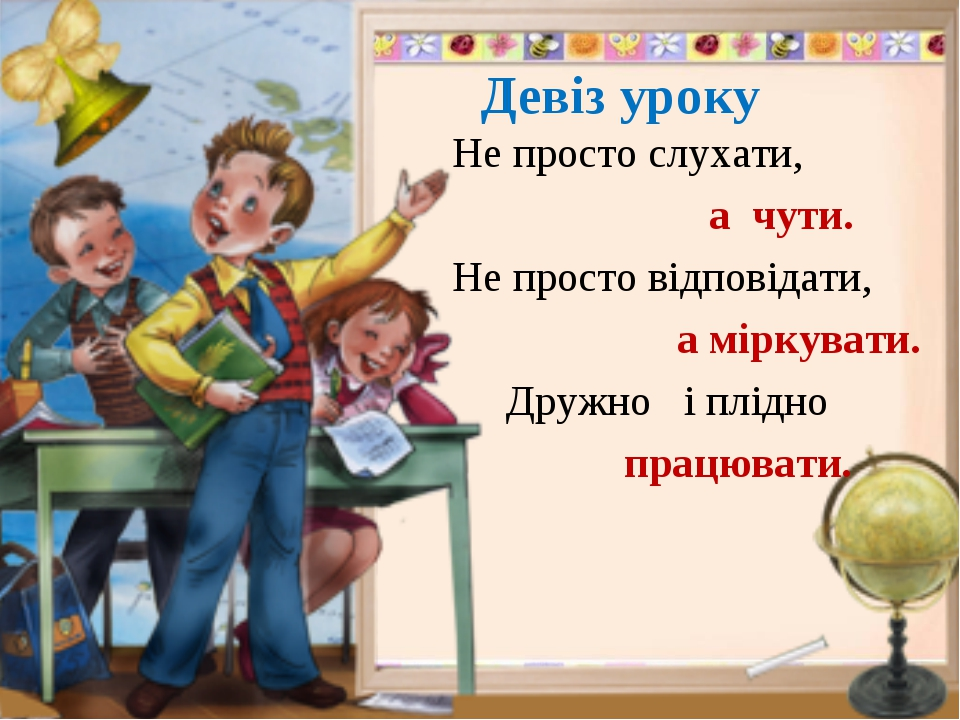 Девіз уроку
Не просто слухати,
а чути.
Не просто відповідати,
а міркувати.
Дружно і плідно
працювати.